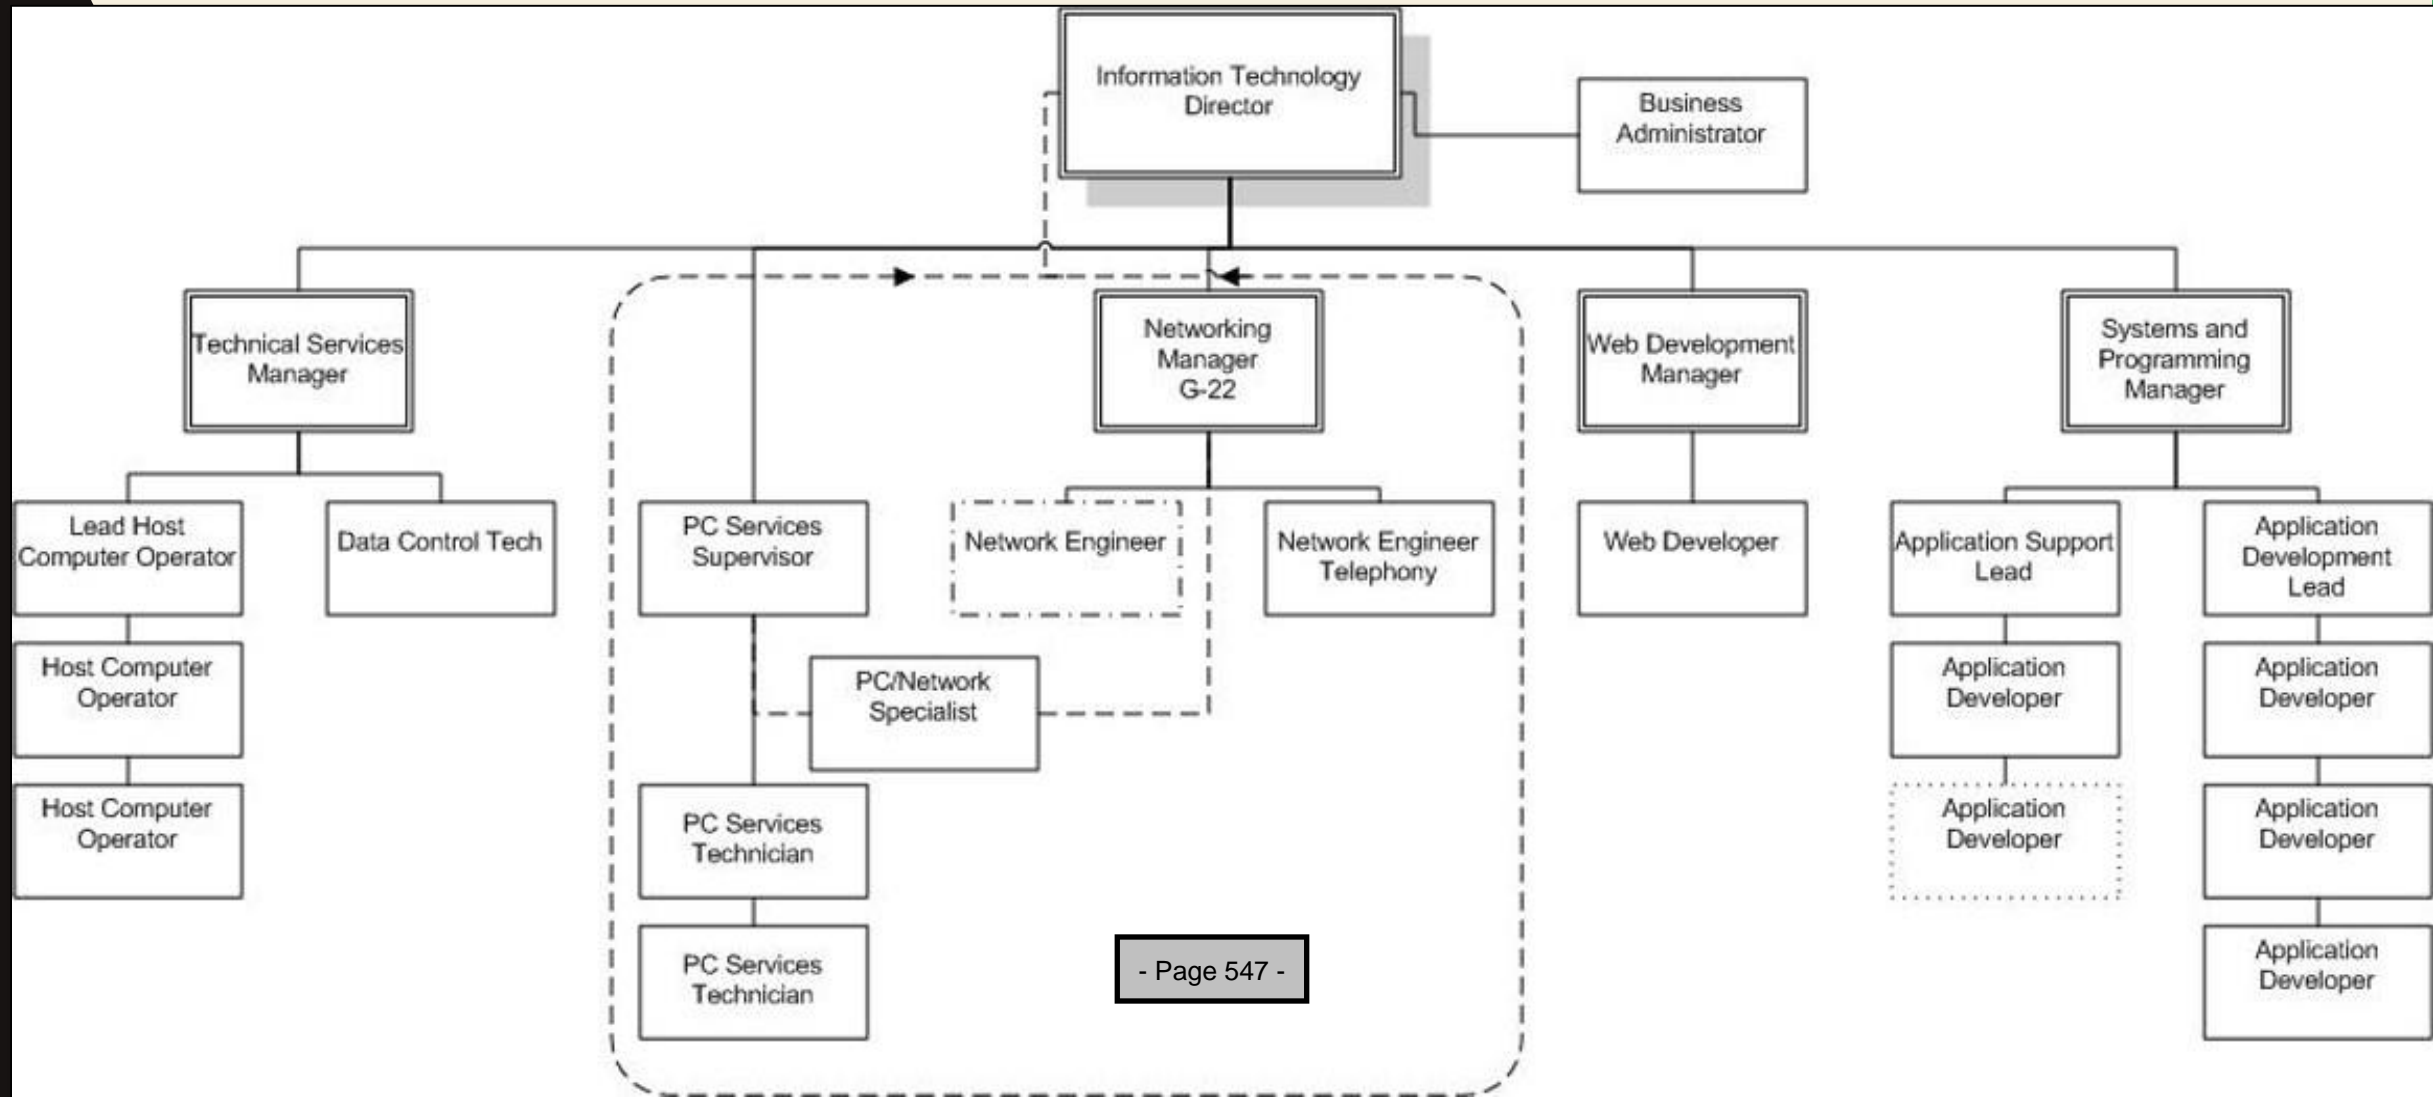 Information Technology
Director
Business
Administrator
Technical Services
Manager
Networking
Manager
G-22
Web Development
Manager
Systems and
Programming
Manager
Lead Host
Computer Operator
Data Control Tech
PC Services
Supervisor
Network Engineer
Network Engineer
Telephony
Web Developer
Application Support
Lead
Application
Development
Lead
Host Computer
Operator
PC/Network
Specialist
Application
Developer
Application
Developer
Host Computer
Operator
PC Services
Technician
Application
Developer
Application
Developer
PC Services
Technician
- Page 547 -
Application
Developer